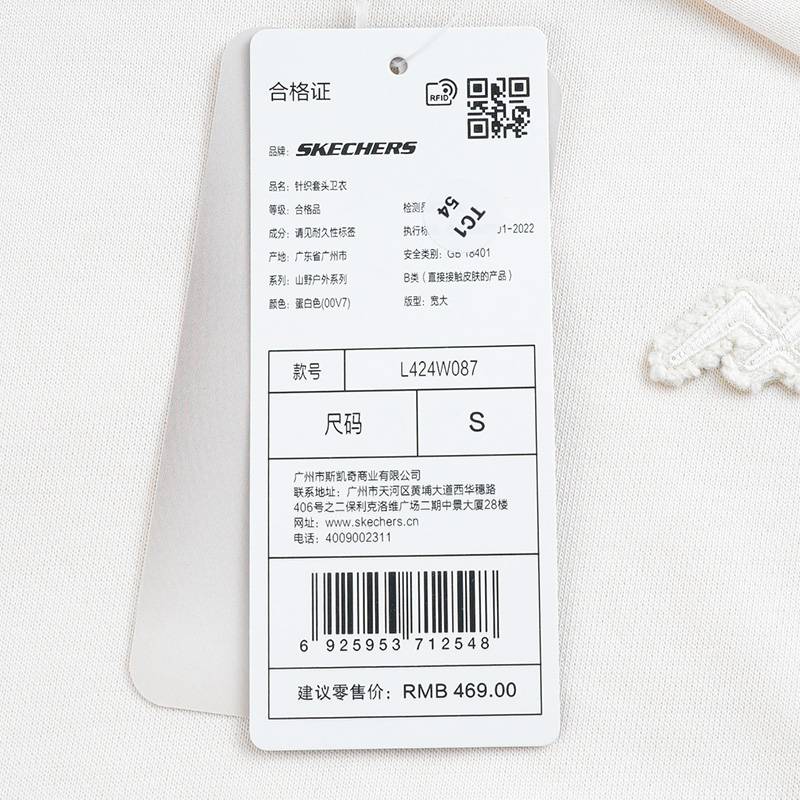 合格证
RFID
品牌: SKECHERS
品名: 针织套头卫衣
等级: 合格品
检测
TC1
54
成分: 请见耐久性标签
执行标
01-2022
产地: 广东省广州市
安全类别: GB 18401
系列: 山野户外系列
B类 (直接接触皮肤的产品)
颜色: 蛋白色(00V7)
版型: 宽大
款号 L424W087
尺码 S
广州市斯凯奇商业有限公司
联系地址: 广州市天河区黄埔大道西华穗路
406号之二保利克洛维广场二期中景大厦28楼
网址: www.skechers.cn
电话: 4009002311
6 925953 712548
建议零售价: RMB 469.00